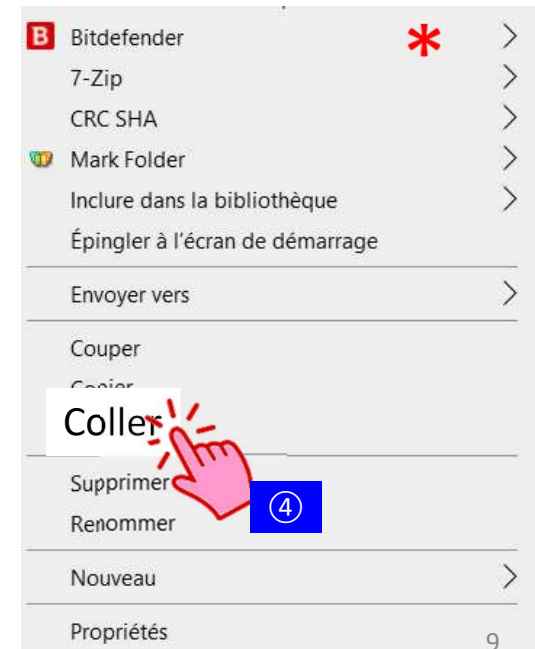 B Bitdefender * >
7-Zip >
CRC SHA >
Mark Folder >
Inclure dans la bibliothèque >
Épingler à l'écran de démarrage
Envoyer vers >
Couper
Copier
Coller
Supprimer
④
Renommer
Nouveau >
Propriétés
9